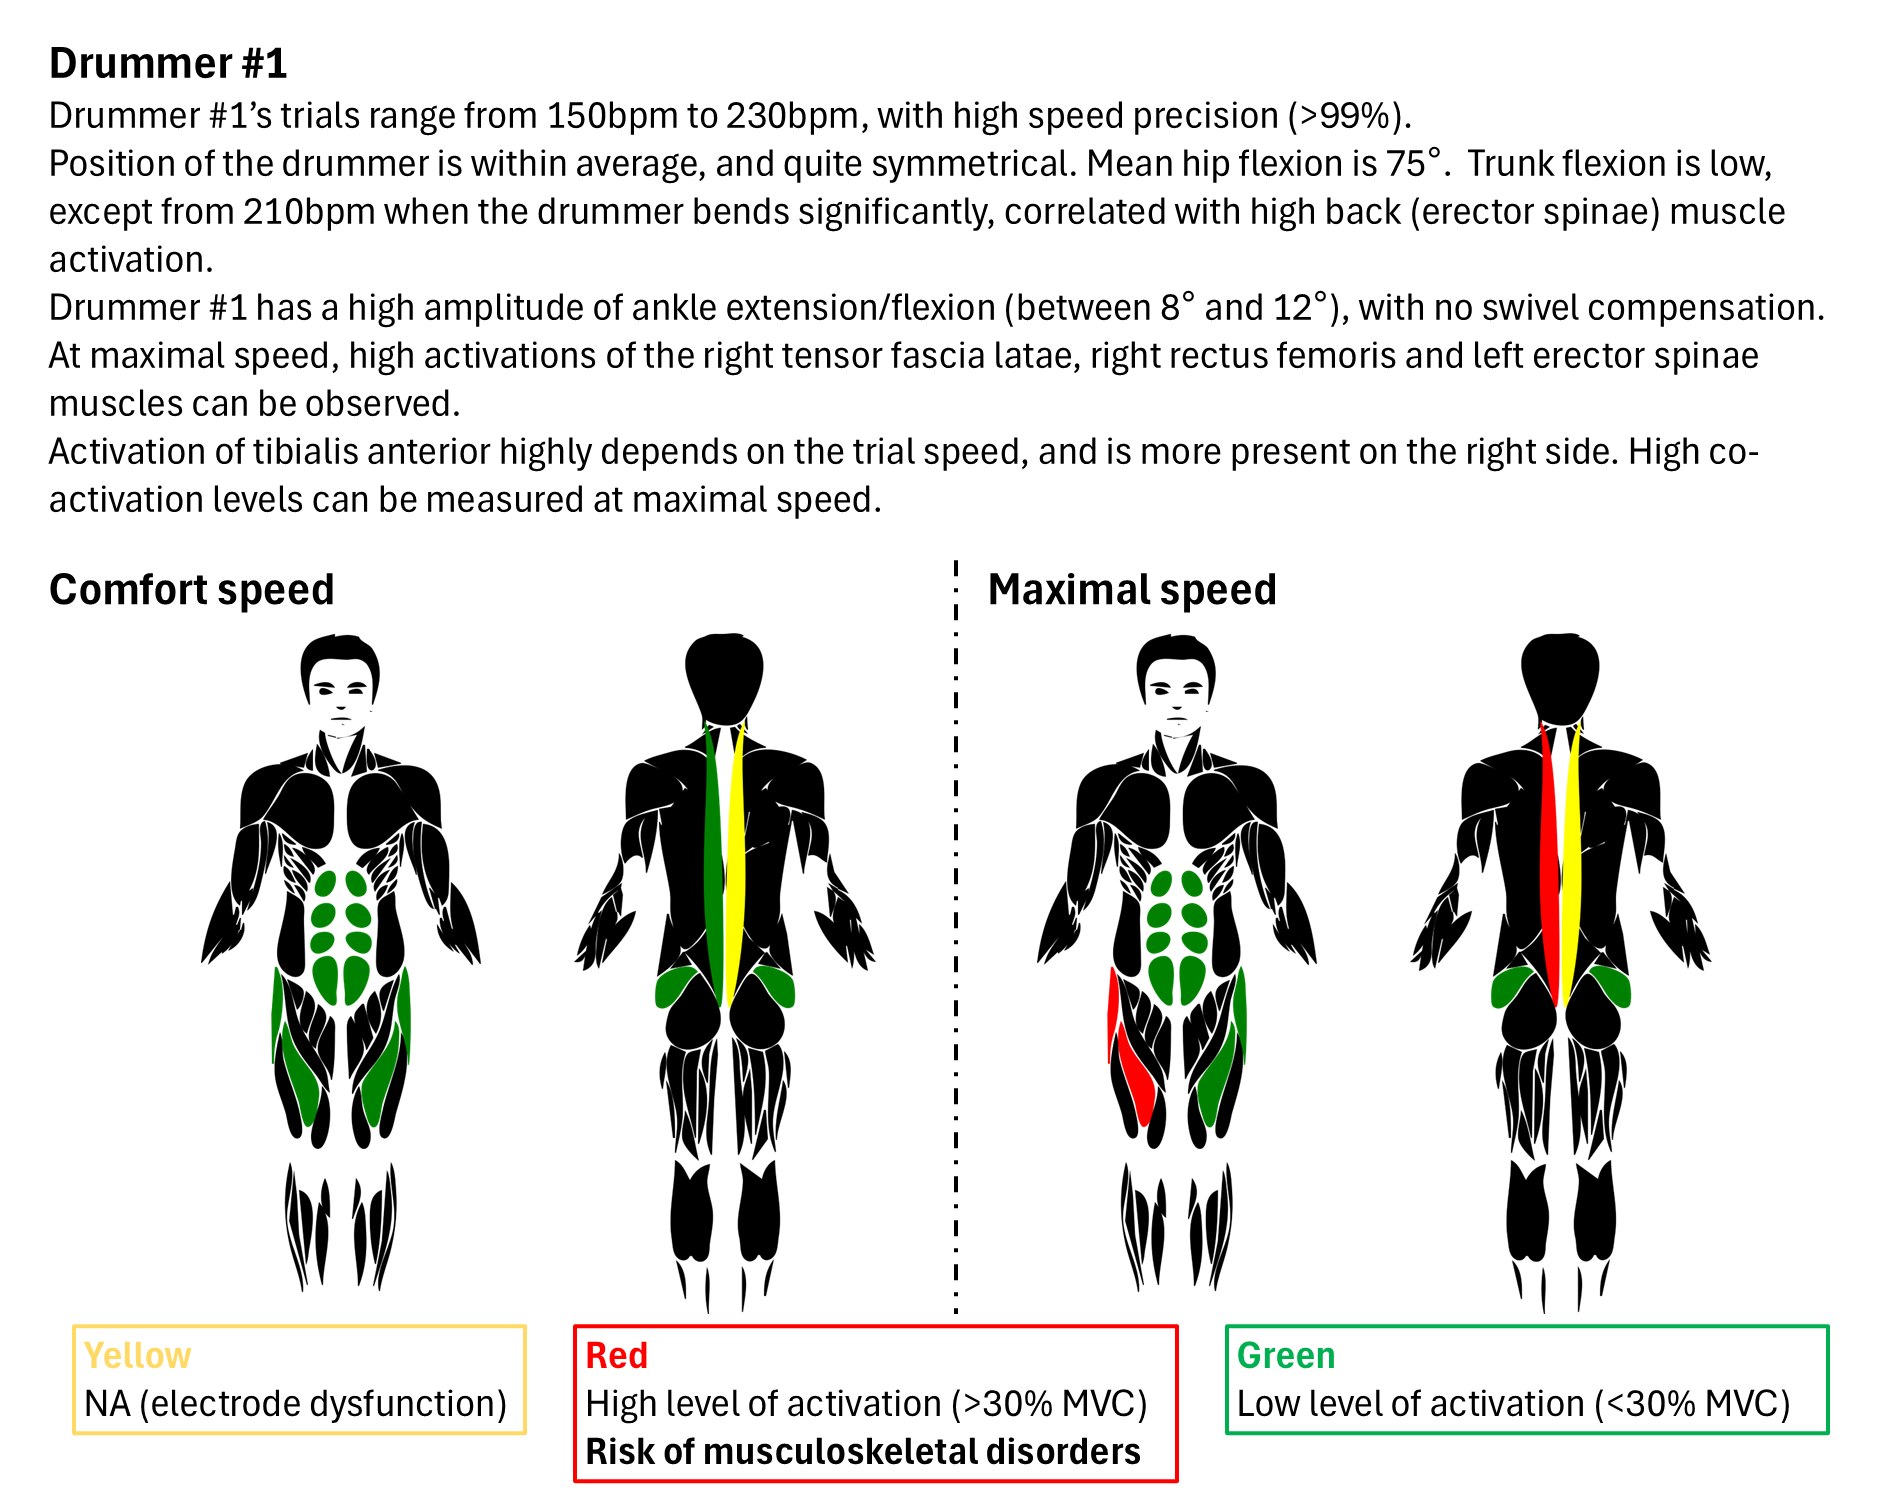 Drummer #1
Drummer #1’s trials range from 150bpm to 230bpm, with high speed precision (>99%).
Position of the drummer is within average, and quite symmetrical. Mean hip flexion is 75°.  Trunk flexion is low,
except from 210bpm when the drummer bends significantly, correlated with high back (erector spinae) muscle
activation.
Drummer #1 has a high amplitude of ankle extension/flexion (between 8° and 12°), with no swivel compensation.
At maximal speed, high activations of the right tensor fascia latae, right rectus femoris and left erector spinae
muscles can be observed.
Activation of tibialis anterior highly depends on the trial speed, and is more present on the right side. High co-
activation levels can be measured at maximal speed.
Comfort speed
Maximal speed
Yellow
NA (electrode dysfunction)
Red
High level of activation (>30% MVC)
Risk of musculoskeletal disorders
Green
Low level of activation (<30% MVC)